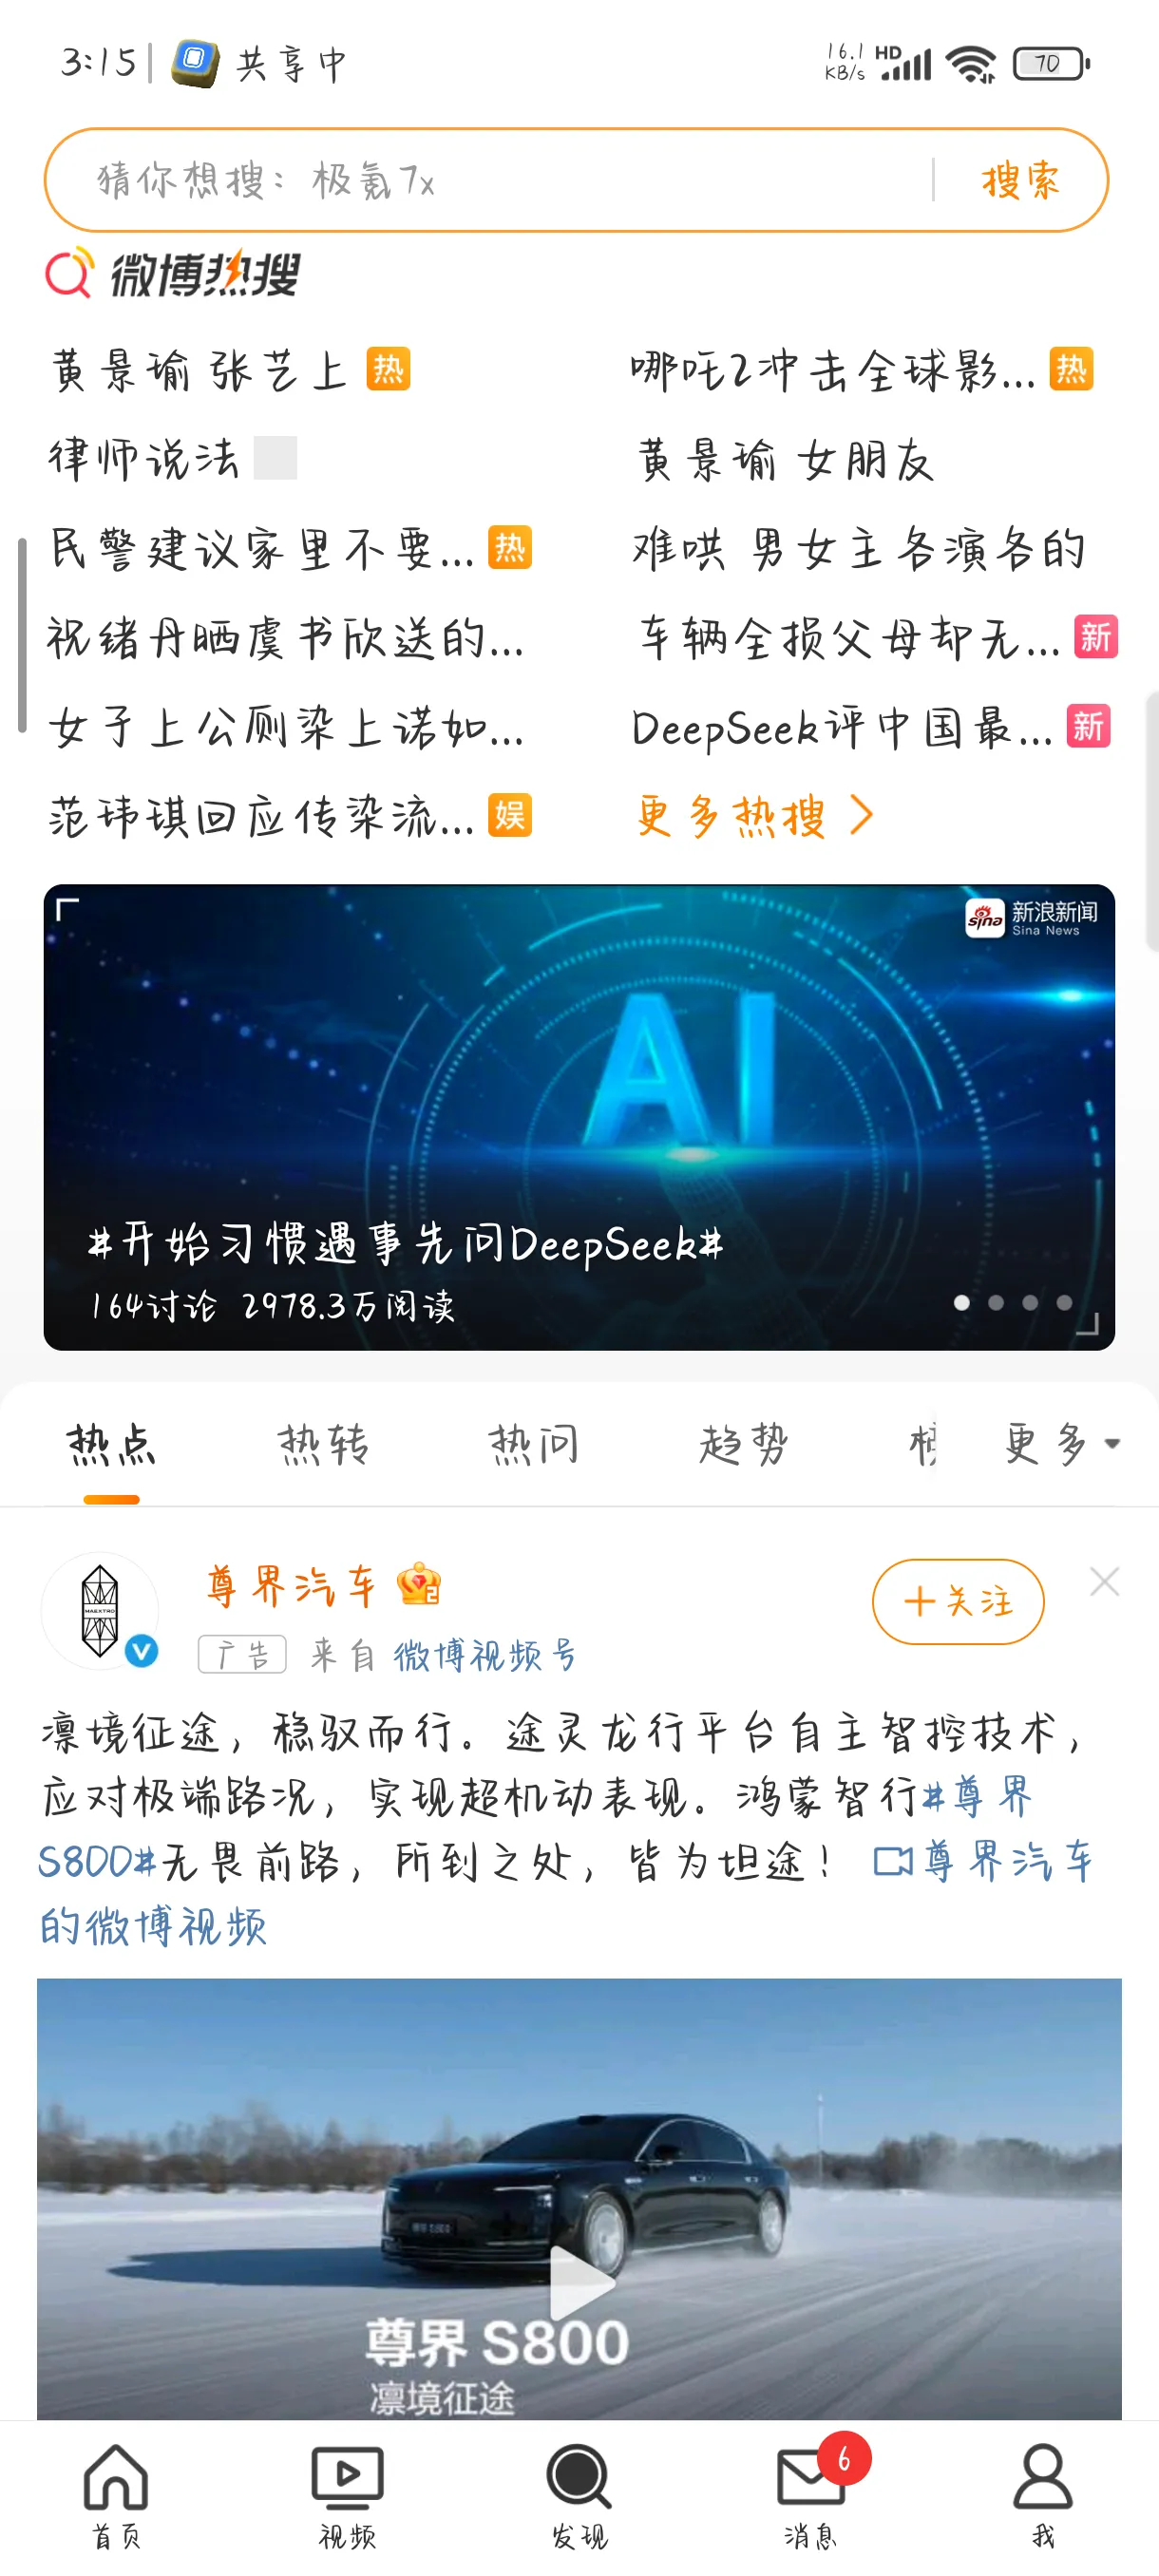 3:15 共享中 16.1 KB/s HD 70
猜你想搜：极氪7x 搜索
微博热搜
黄景瑜 张艺上 热 哪吒2冲击全球影... 热
律师说法 黄景瑜 女朋友
民警建议家里不要... 热 难哄 男女主各演各的
祝绪丹晒虞书欣送的... 车辆全损父母却无... 新
女子上公厕染上诺如... DeepSeek评中国最... 新
范玮琪回应传染流... 娱 更多热搜
sina 新浪新闻
Sina News
AI
#开始习惯遇事先问DeepSeek#
164讨论 2978.3万阅读
热点 热转 热问 趋势 更多
尊界汽车 2
MAEXTRO
V
+关注
广告 来自 微博视频号
凛境征途，稳驭而行。途灵龙行平台自主智控技术，
应对极端路况，实现超机动表现。鸿蒙智行#尊界
S800#无畏前路，所到之处，皆为坦途！ 尊界汽车
的微博视频
尊界 S800
凛境征途
6
首页 视频 发现 消息 我